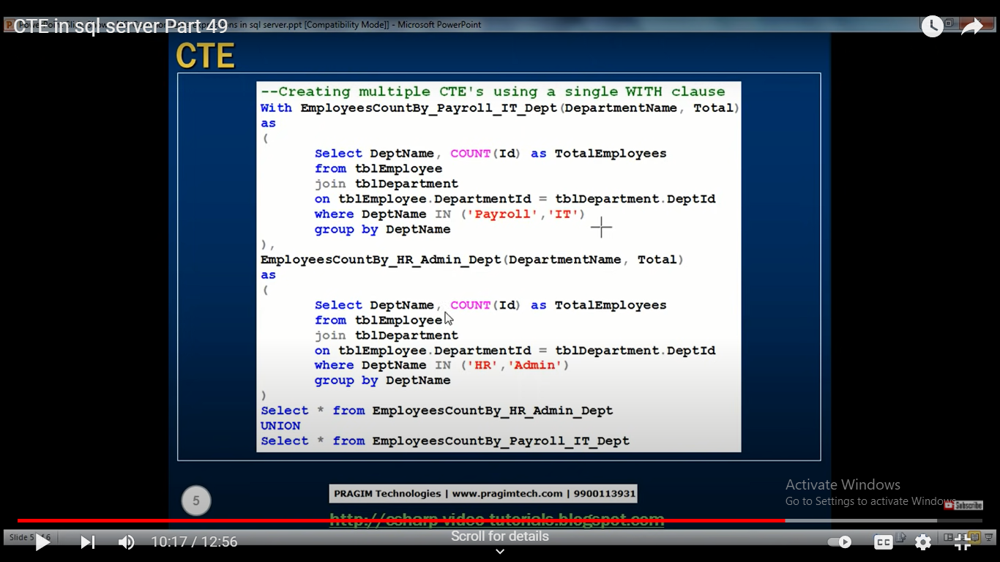 CTE in sql server Part 49
ns in sql server.ppt [Compatibility Mode]] - Microsoft PowerPoint
CTE
--Creating multiple CTE's using a single WITH clause
With EmployeesCountBy_Payroll_IT_Dept(DepartmentName, Total)
as
(
Select DeptName, COUNT(Id) as TotalEmployees
from tblEmployee
join tblDepartment
on tblEmployee.DepartmentId = tblDepartment.DeptId
where DeptName IN ('Payroll','IT')
group by DeptName
),
EmployeesCountBy_HR_Admin_Dept(DepartmentName, Total)
as
(
Select DeptName, COUNT(Id) as TotalEmployees
from tblEmployee
join tblDepartment
on tblEmployee.DepartmentId = tblDepartment.DeptId
where DeptName IN ('HR','Admin')
group by DeptName
)
Select * from EmployeesCountBy_HR_Admin_Dept
UNION
Select * from EmployeesCountBy_Payroll_IT_Dept
5
PRAGIM Technologies | www.pragimtech.com | 9900113931
Activate Windows
Go to Settings to activate Windows.
Subscribe
http://csharp-video-tutorials.blogspot.com
Slide 5 of 6
10:17 / 12:56
Scroll for details
CC